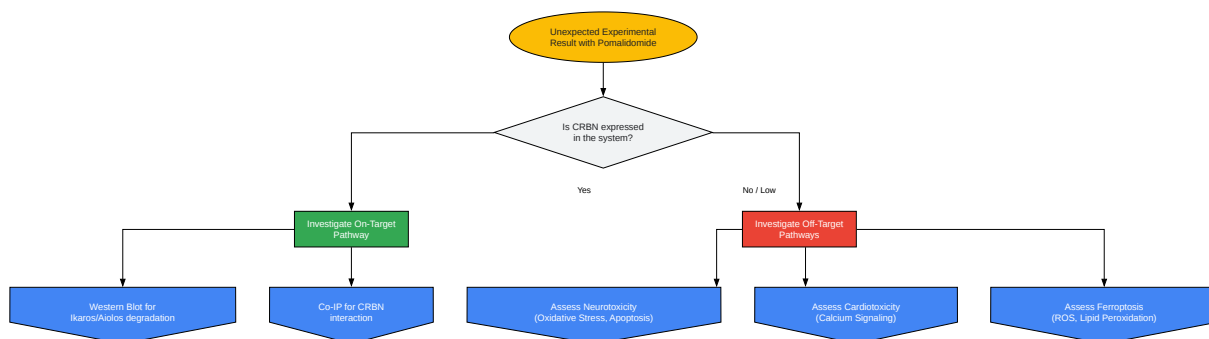 Unexpected Experimental
Result with Pomalidomide
Is CRBN expressed
in the system?
Yes
No / Low
Investigate On-Target
Pathway
Investigate Off-Target
Pathways
Western Blot for
Ikaros/Aiolos degradation
Co-IP for CRBN
interaction
Assess Neurotoxicity
(Oxidative Stress, Apoptosis)
Assess Cardiotoxicity
(Calcium Signaling)
Assess Ferroptosis
(ROS, Lipid Peroxidation)